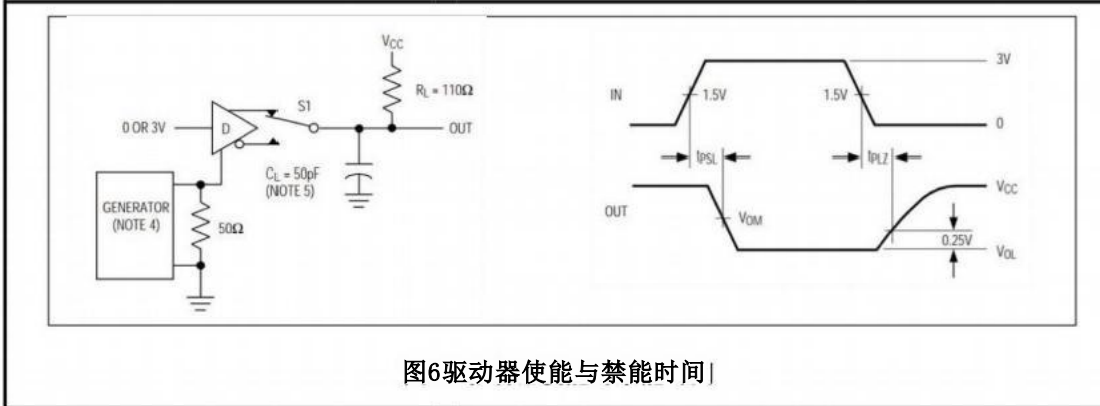 VCC
RL = 110Ω
S1
0 OR 3V
D
OUT
CL = 50pF
(NOTE 5)
GENERATOR
(NOTE 4)
50Ω
3V
IN
1.5V
1.5V
0
tPSL
tPLZ
VCC
OUT
VOM
0.25V
VOL
图6驱动器使能与禁能时间